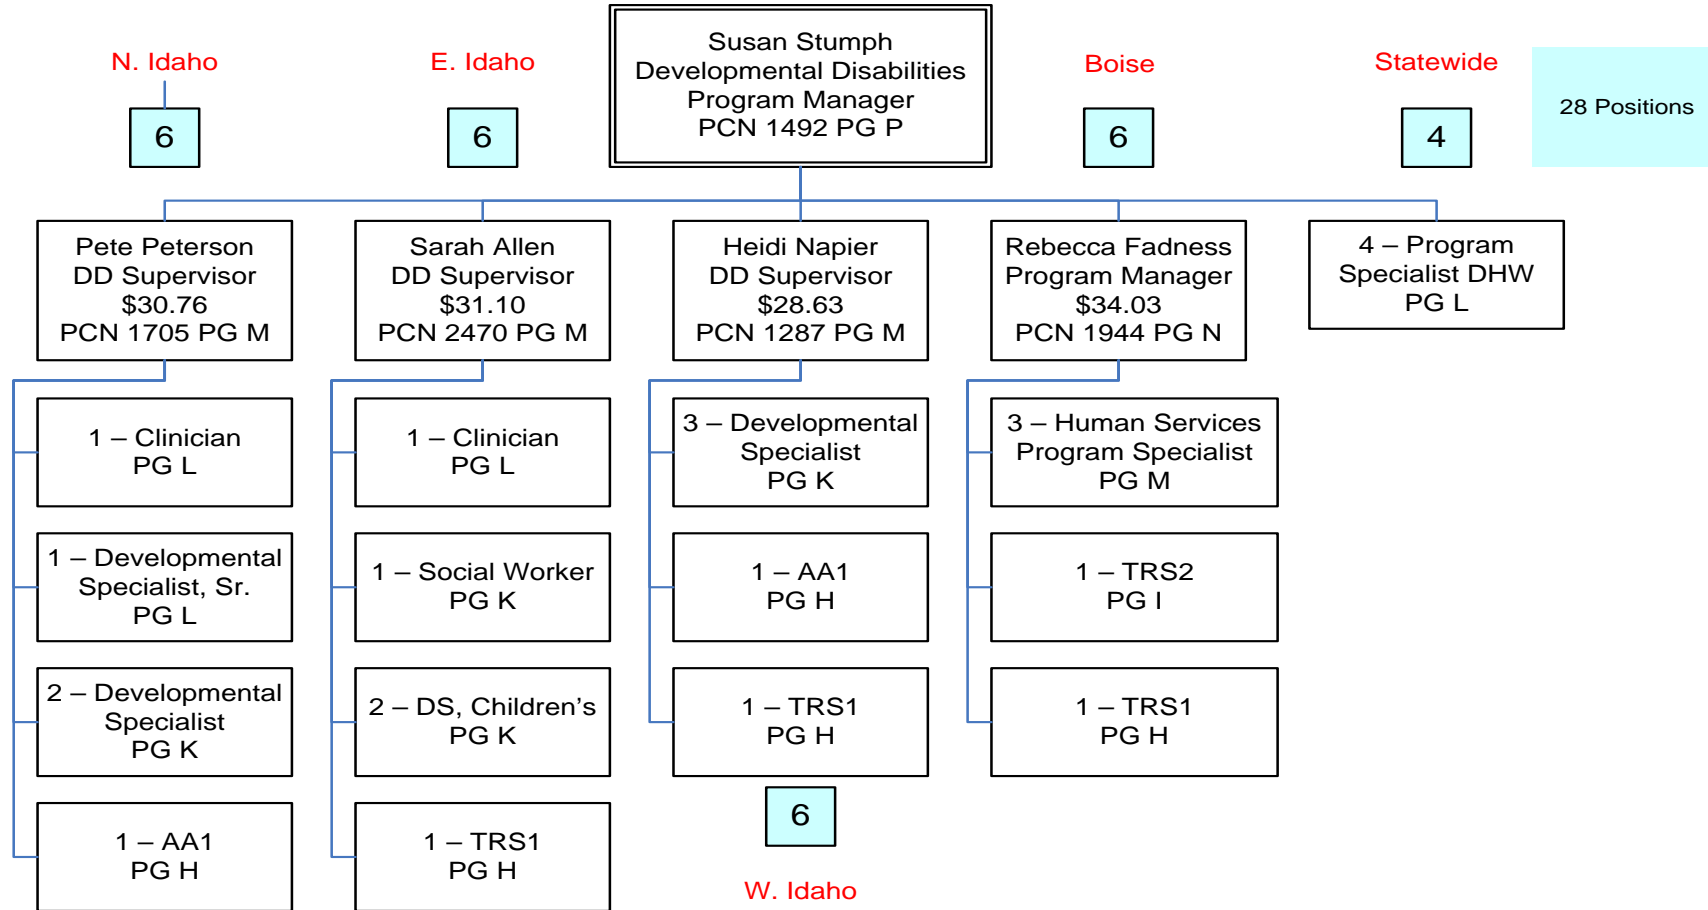 Susan Stumph
Developmental Disabilities
Program Manager
PCN 1492 PG P
N. Idaho
6
E. Idaho
6
Boise
6
Statewide
4
28 Positions
Pete Peterson
DD Supervisor
$30.76
PCN 1705 PG M
1 – Clinician
PG L
1 – Developmental
Specialist, Sr.
PG L
2 – Developmental
Specialist
PG K
1 – AA1
PG H
Sarah Allen
DD Supervisor
$31.10
PCN 2470 PG M
1 – Clinician
PG L
1 – Social Worker
PG K
2 – DS, Children’s
PG K
1 – TRS1
PG H
Heidi Napier
DD Supervisor
$28.63
PCN 1287 PG M
3 – Developmental
Specialist
PG K
1 – AA1
PG H
1 – TRS1
PG H
6
W. Idaho
Rebecca Fadness
Program Manager
$34.03
PCN 1944 PG N
3 – Human Services
Program Specialist
PG M
1 – TRS2
PG I
1 – TRS1
PG H
4 – Program
Specialist DHW
PG L